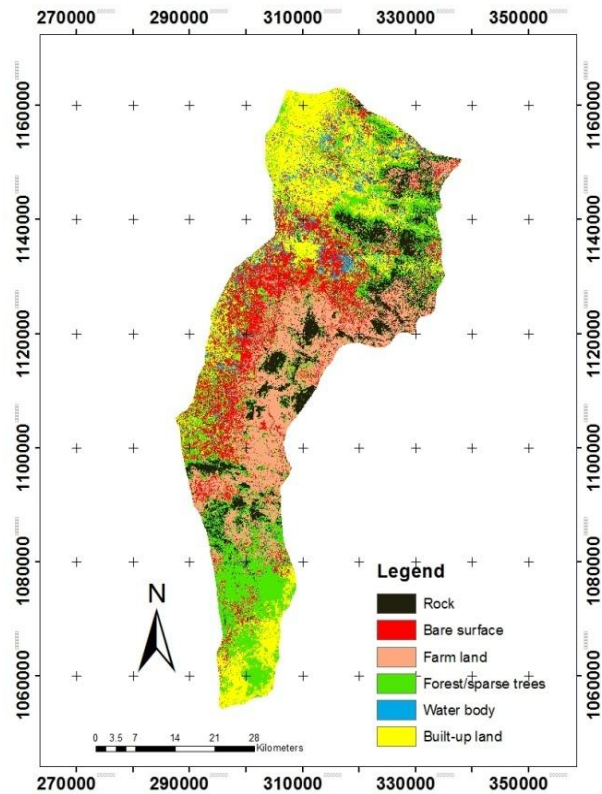 270000 290000 310000 330000 350000
1160000 1160000
1140000 1140000
1120000 1120000
1100000 1100000
1080000 1080000
1060000 1060000
Legend
Rock
Bare surface
Farm land
Forest/sparse trees
Water body
Built-up land
N
0 3.5 7 14 21 28
Kilometers
270000 290000 310000 330000 350000